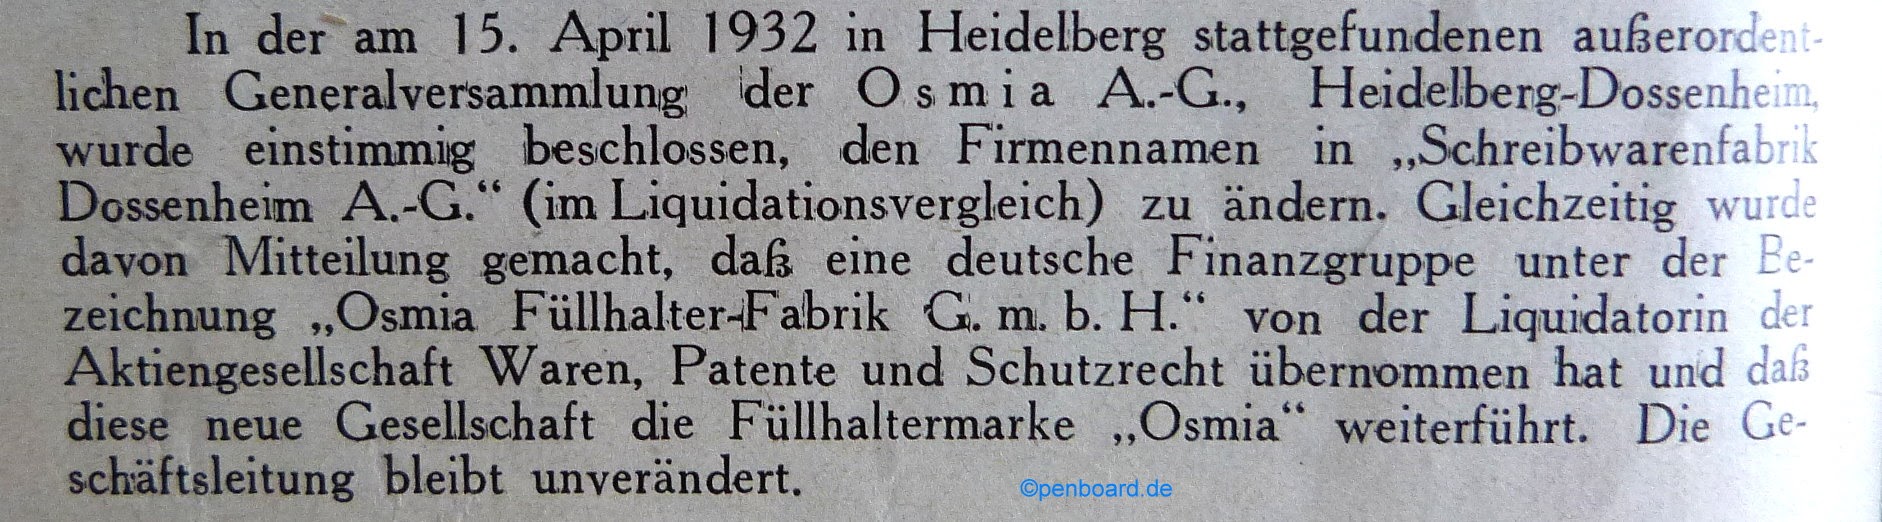 In der am 15. April 1932 in Heidelberg stattgefundenen außerordent-
lichen Generalversammlung der Osmia A.-G., Heidelberg-Dossenheim,
wurde einstimmig beschlossen, den Firmennamen in „Schreibwarenfabrik
Dossenheim A.-G.“ (im Liquidationsvergleich) zu ändern. Gleichzeitig wurde
davon Mitteilung gemacht, daß eine deutsche Finanzgruppe unter der Be-
zeichnung „Osmia Füllhalter-Fabrik G. m. b. H.“ von der Liquidatorin der
Aktiengesellschaft Waren, Patente und Schutzrecht übernommen hat und daß
diese neue Gesellschaft die Füllhaltermarke „Osmia“ weiterführt. Die Ge-
schäftsleitung bleibt unverändert.
©penboard.de